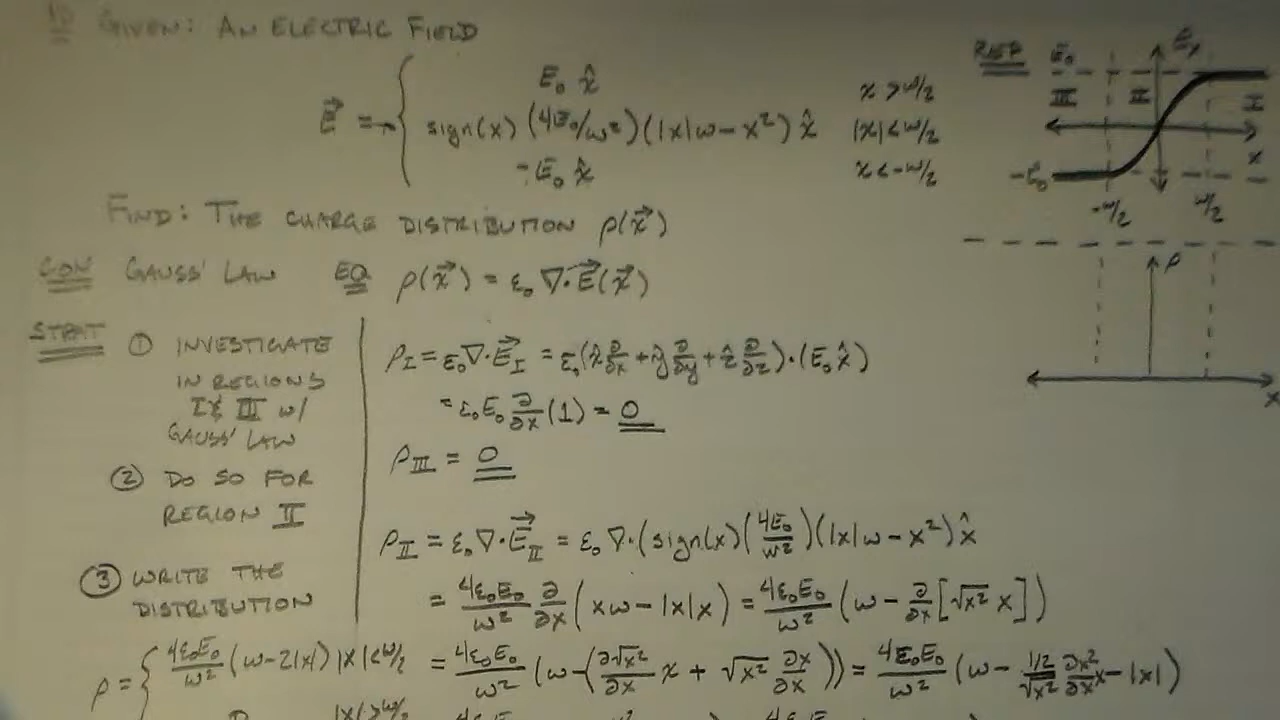 GIVEN: AN ELECTRIC FIELD
E⃗ = { E₀ x̂   x > w/2
sign(x) (4E₀/w²)(|x|w − x²) x̂   |x| < w/2
−E₀ x̂   x < −w/2
FIND: THE CHARGE DISTRIBUTION ρ(x⃗)
CON GAUSS' LAW EQ ρ(x⃗) = ε₀ ∇·E⃗(x⃗)
STRAT ① INVESTIGATE
IN REGIONS
I & III w/
GAUSS' LAW
② DO SO FOR
REGION II
③ WRITE THE
DISTRIBUTION
ρ = { 4ε₀E₀/w² (w − 2|x|) |x| < w/2
0   |x| > w/2
ρ_I = ε₀∇·E⃗_I = ε₀(x̂ ∂/∂x + ŷ ∂/∂y + ẑ ∂/∂z)·(E₀ x̂)
= ε₀E₀ ∂/∂x (1) = 0
ρ_III = 0
ρ_II = ε₀∇·E⃗_II = ε₀ ∇·(sign(x)(4E₀/w²)(|x|w − x²) x̂
= 4ε₀E₀/w² ∂/∂x (xw − |x|x) = 4ε₀E₀/w² (w − ∂/∂x [√x² x])
= 4ε₀E₀/w² (w − (∂√x²/∂x x + √x² ∂x/∂x)) = 4ε₀E₀/w² (w − 1/2/√x² ∂x²/∂x x − |x|)
REP
E₀
Eₓ
III
II
I
x
−E₀
−w/2
w/2
ρ
x